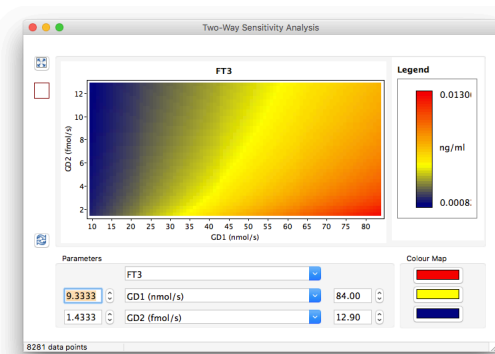 Two-Way Sensitivity Analysis
FT3
Legend
12
10
8
6
4
2
GD2 (fmol/s)
10 15 20 25 30 35 40 45 50 55 60 65 70 75 80
GD1 (nmol/s)
0.0130
ng/ml
0.0008
Parameters
Colour Map
FT3
9.3333 GD1 (nmol/s) 84.00
1.4333 GD2 (fmol/s) 12.90
8281 data points